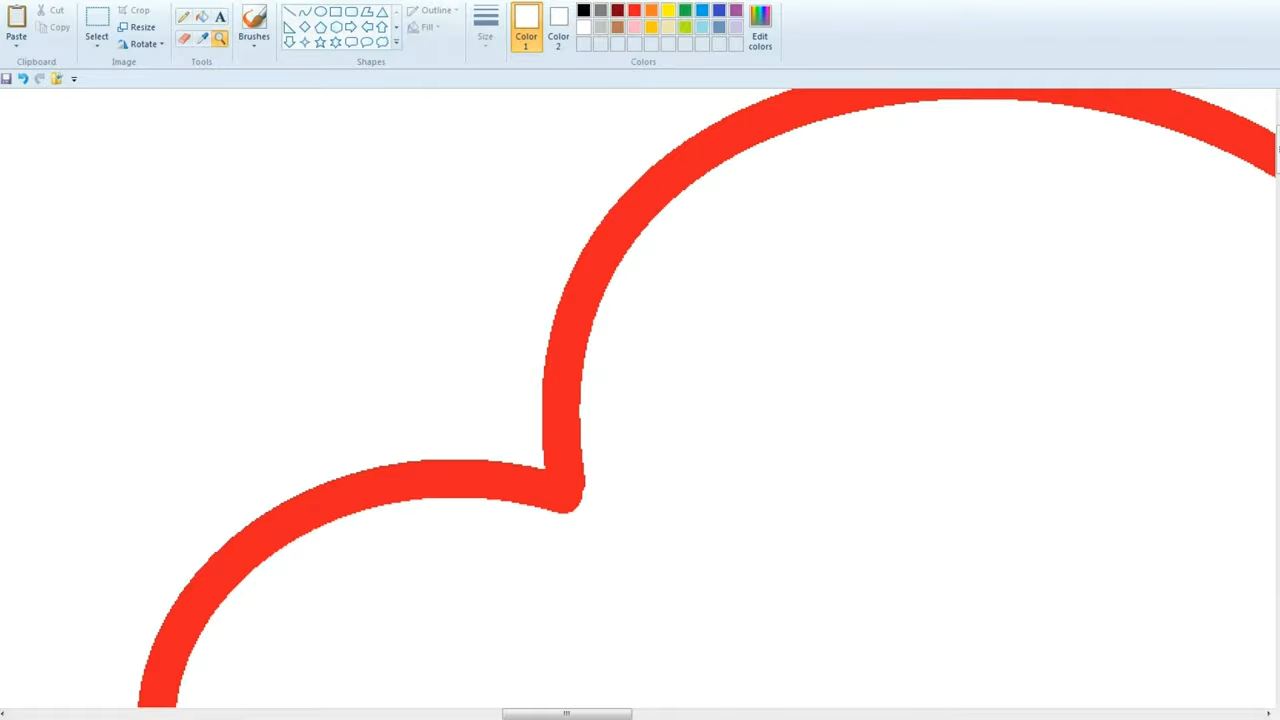 Paste
Cut
Copy
Clipboard
Select
Crop
Resize
Rotate
Image
A
Tools
Brushes
Shapes
Outline
Fill
Size
Color
1
Color
2
Edit
colors
Colors